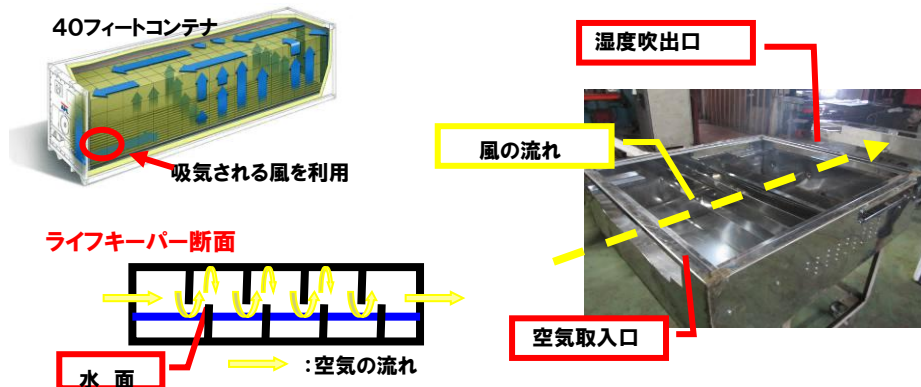 40フィートコンテナ
吸気される風を利用
ライフキーパー断面
水 面
:空気の流れ
湿度吹出口
風の流れ
空気取入口